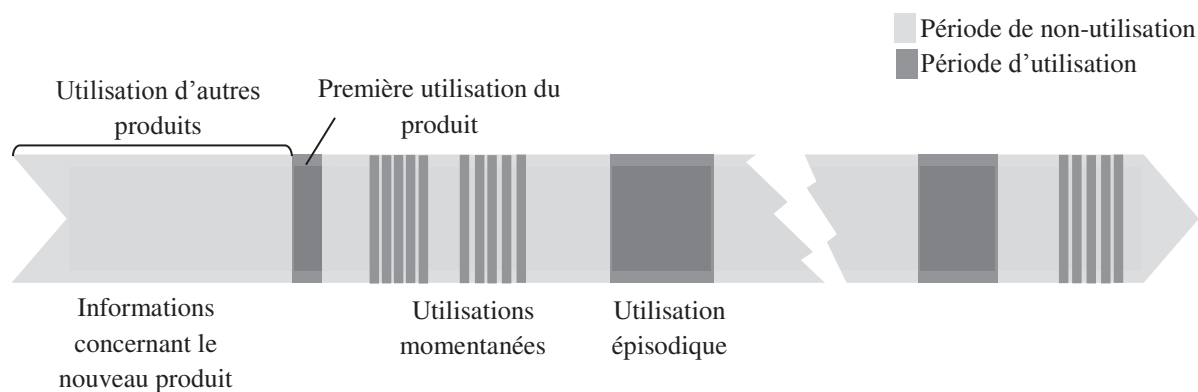 Période de non-utilisation
Période d’utilisation
Utilisation d’autres
produits
Première utilisation du
produit
Informations
concernant le
nouveau produit
Utilisations
momentanées
Utilisation
épisodique